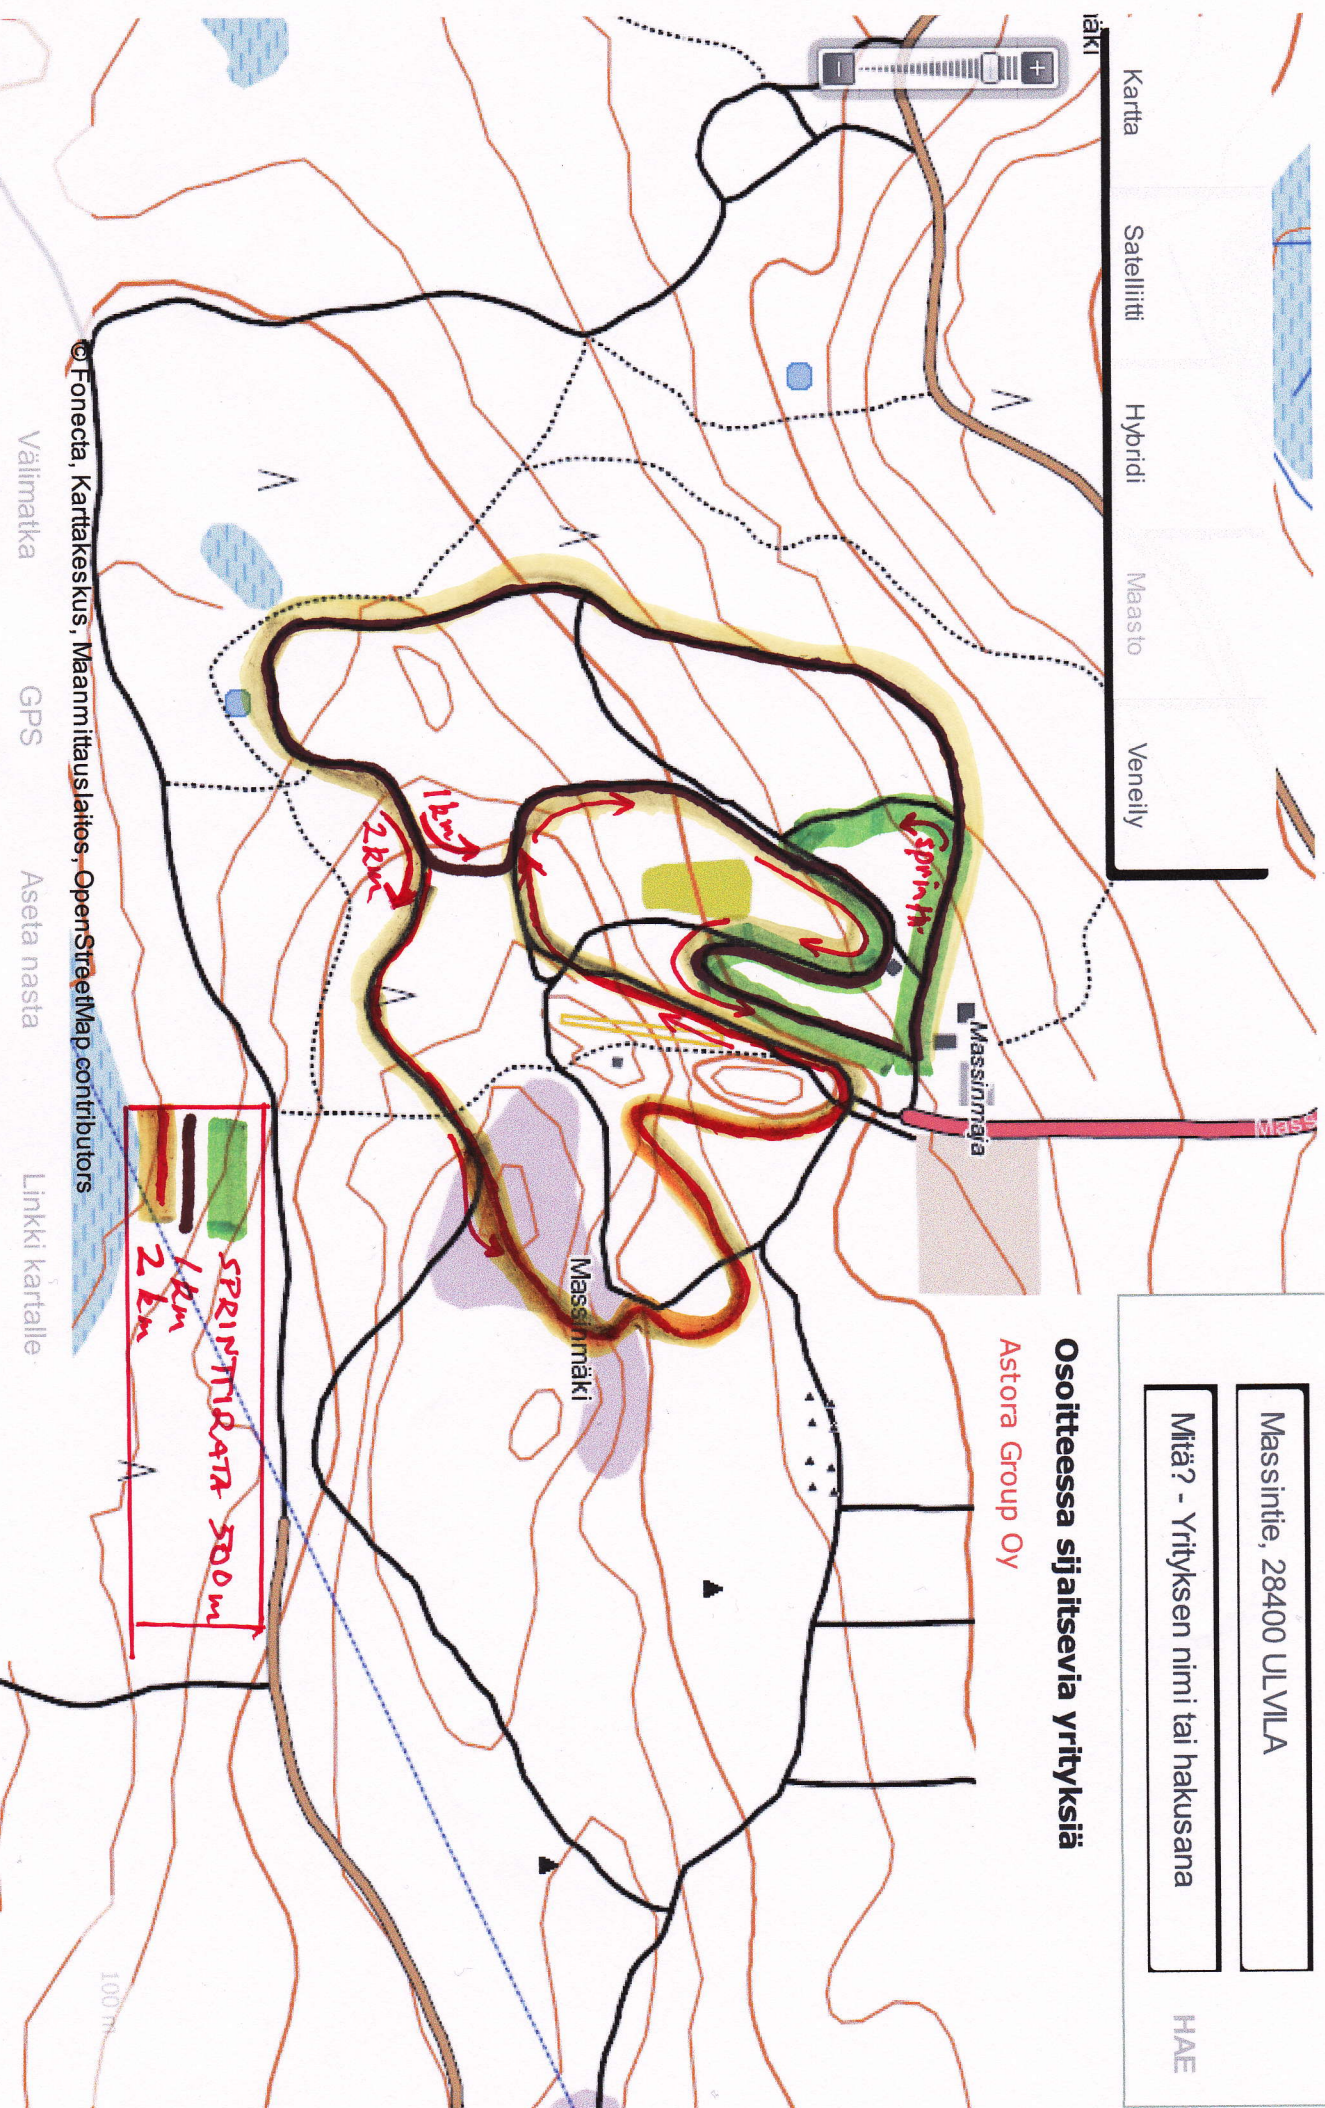 Massintie, 28400 ULVILA
Mitä? - Yrityksen nimi tai hakusana
HAE
Kartta
Satelliitti
Hybridi
Maasto
Veneily
Osoitteessa sijaitsevia yrityksiä
Astora Group Oy
äki
Mass
Massinmaja
sprintti
1km
2km
Massinmäki
SPRINTTIRATA 500m
1km
2km
100 m
© Fonecta, Karttakeskus, Maanmittauslaitos, OpenStreetMap contributors
Välimatka
GPS
Aseta nasta
Linkki kartalle